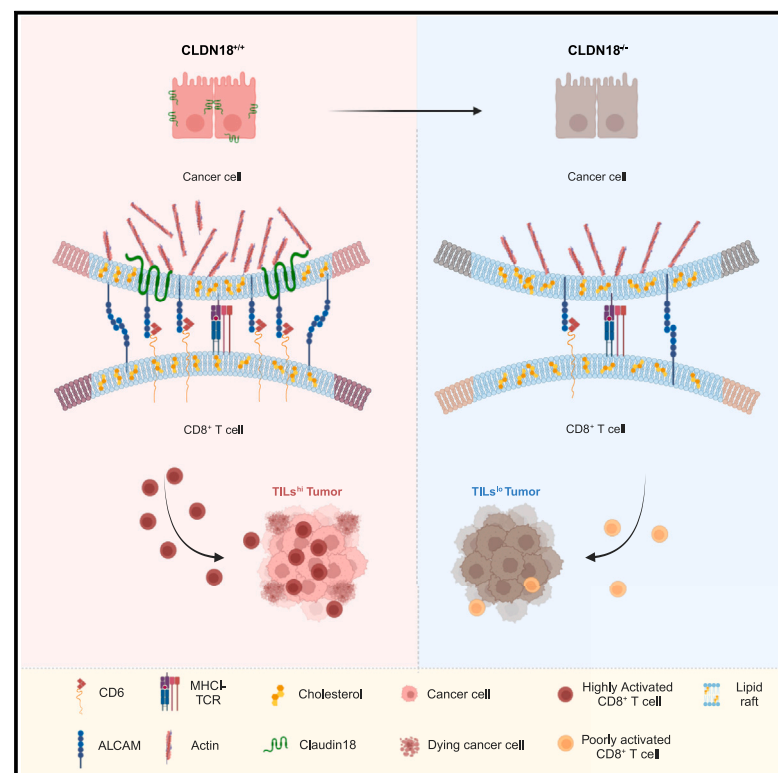 CLDN18+/+
CLDN18-/-
Cancer cell
Cancer cell
CD8+ T cell
CD8+ T cell
TILshi Tumor
TILslo Tumor
CD6
MHCI-
TCR
Cholesterol
Cancer cell
Highly Activated
CD8+ T cell
Lipid
raft
ALCAM
Actin
Claudin18
Dying cancer cell
Poorly activated
CD8+ T cell